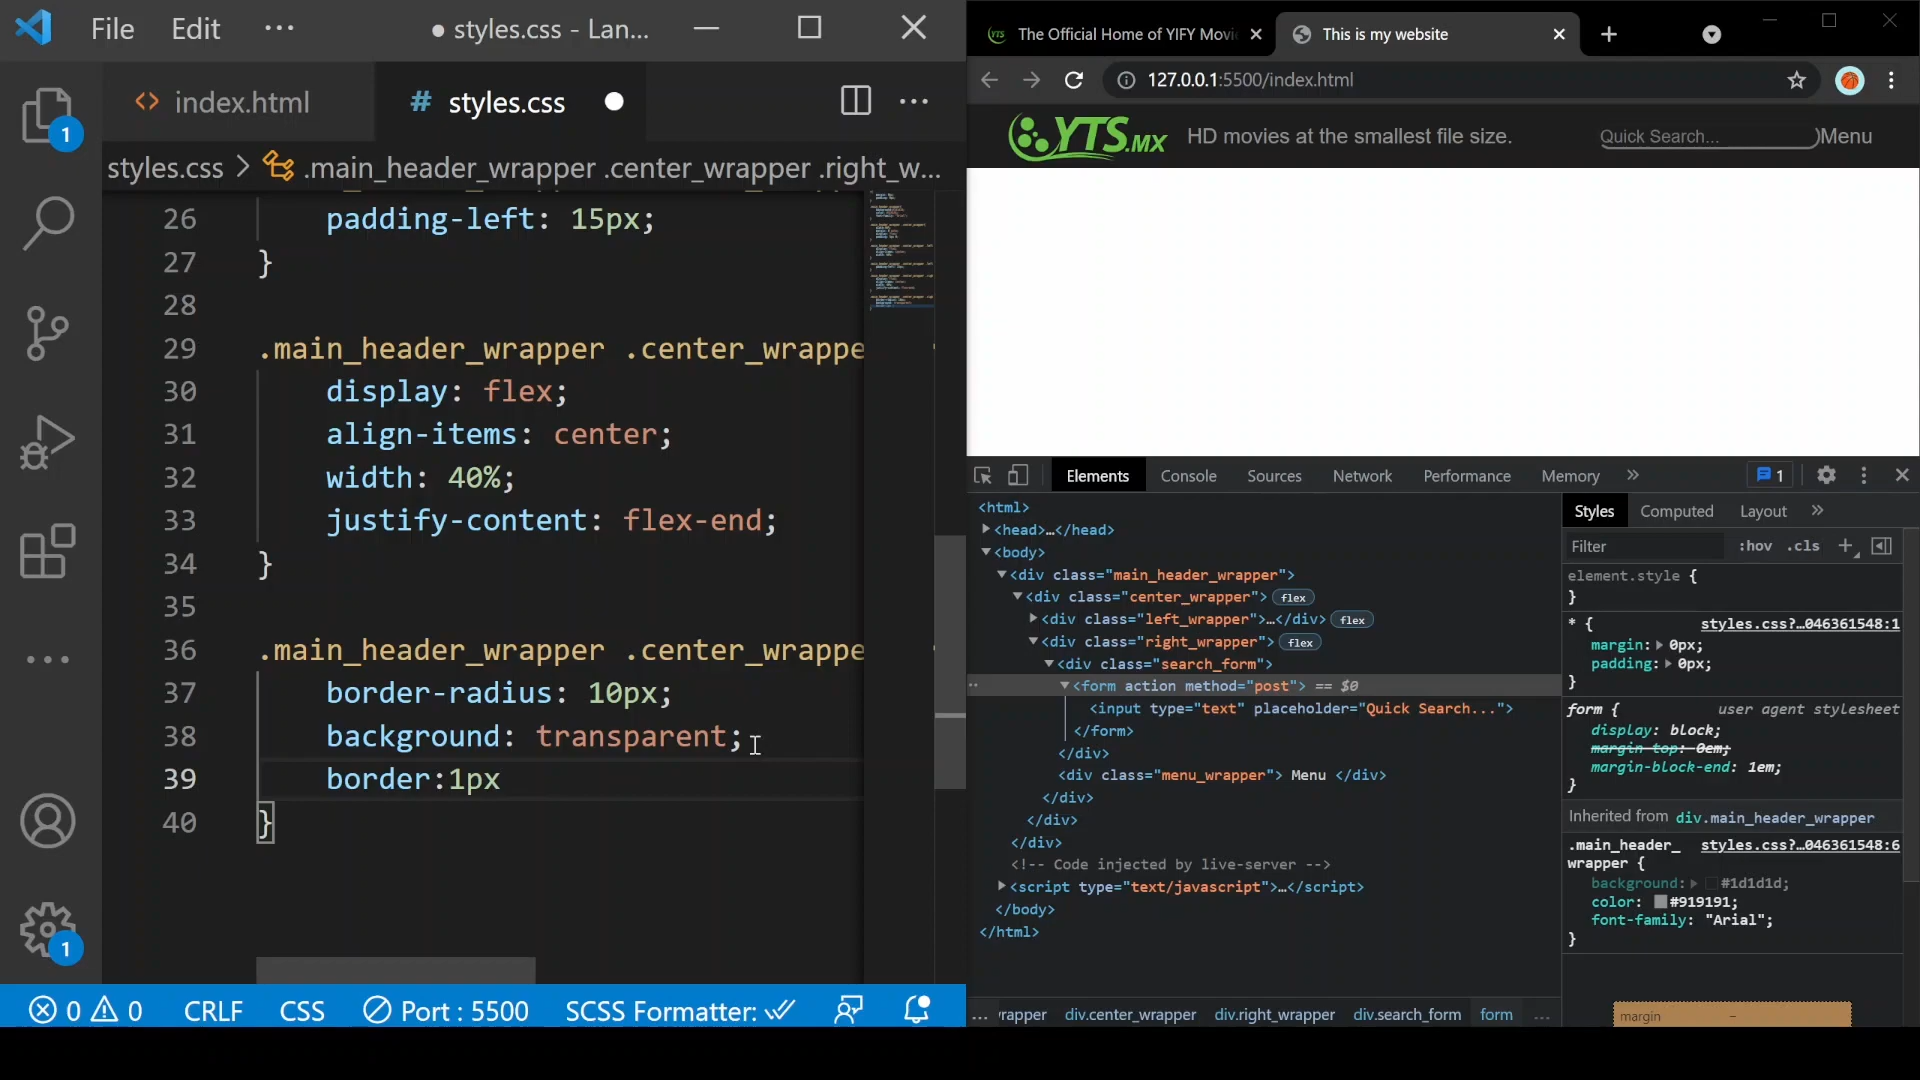 File Edit ... ● styles.css - Lan...
index.html
# styles.css
styles.css > .main_header_wrapper .center_wrapper .right_w...
26 padding-left: 15px;
27 }
28
29 .main_header_wrapper .center_wrappe
30 display: flex;
31 align-items: center;
32 width: 40%;
33 justify-content: flex-end;
34 }
35
36 .main_header_wrapper .center_wrappe
37 border-radius: 10px;
38 background: transparent;
39 border:1px
40 }
1
1
0 0 CRLF CSS Port : 5500 SCSS Formatter:
YTS The Official Home of YIFY Movi
This is my website
127.0.0.1:5500/index.html
YTS.MX HD movies at the smallest file size. Quick Search... Menu
Elements Console Sources Network Performance Memory » 1
<html>
▶<head>…</head>
▼<body>
▼<div class="main_header_wrapper">
▼<div class="center_wrapper"> flex
▶<div class="left_wrapper">…</div> flex
▼<div class="right_wrapper"> flex
▼<div class="search_form">
▼<form action method="post"> == $0
<input type="text" placeholder="Quick Search...">
</form>
</div>
<div class="menu_wrapper"> Menu </div>
</div>
</div>
</div>
<!-- Code injected by live-server -->
▶<script type="text/javascript">…</script>
</body>
</html>
... vrapper div.center_wrapper div.right_wrapper div.search_form form ...
Styles Computed Layout »
Filter :hov .cls +
element.style {
}
* { styles.css?…046361548:1
margin:▶ 0px;
padding:▶ 0px;
}
form { user agent stylesheet
display: block;
margin-top: 0em;
margin-block-end: 1em;
}
Inherited from div.main_header_wrapper
.main_header_ styles.css?…046361548:6
wrapper {
background:▶ #1d1d1d;
color: #919191;
font-family: "Arial";
}
margin –